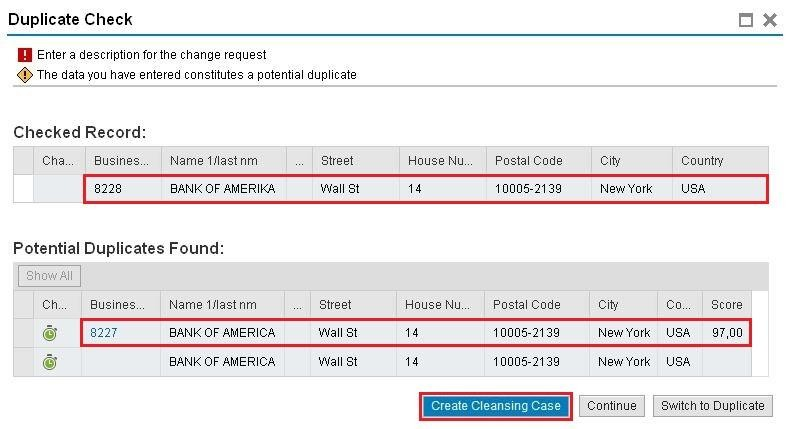 Duplicate Check
Enter a description for the change request
The data you have entered constitutes a potential duplicate
Checked Record:
Cha... Busines... Name 1/last nm ... Street House Nu... Postal Code City Country
8228 BANK OF AMERIKA Wall St 14 10005-2139 New York USA
Potential Duplicates Found:
Show All
Ch... Busines... Name 1/last nm ... Street House Nu... Postal Code City Co... Score
8227 BANK OF AMERICA Wall St 14 10005-2139 New York USA 97,00
BANK OF AMERICA Wall St 14 10005-2139 New York USA
Create Cleansing Case Continue Switch to Duplicate